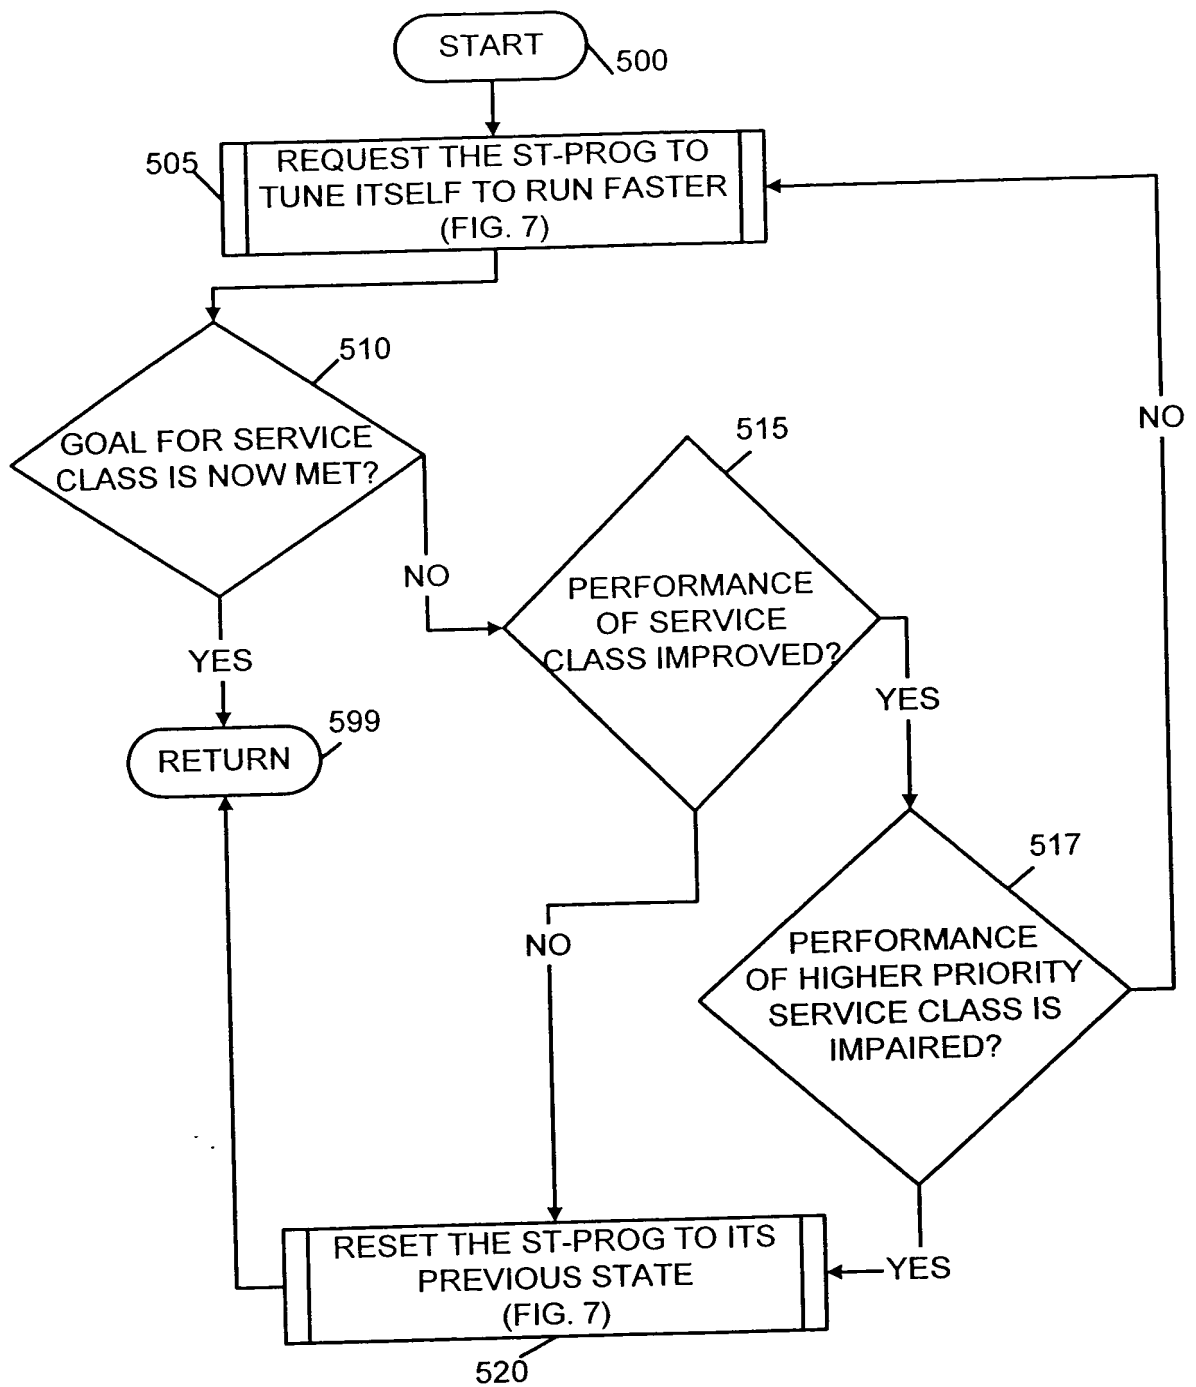 START
500
505
REQUEST THE ST-PROG TO
TUNE ITSELF TO RUN FASTER
(FIG. 7)
510
GOAL FOR SERVICE
CLASS IS NOW MET?
NO
515
NO
PERFORMANCE
OF SERVICE
CLASS IMPROVED?
YES
YES
599
RETURN
517
NO
PERFORMANCE
OF HIGHER PRIORITY
SERVICE CLASS IS
IMPAIRED?
RESET THE ST-PROG TO ITS
PREVIOUS STATE
(FIG. 7)
YES
520